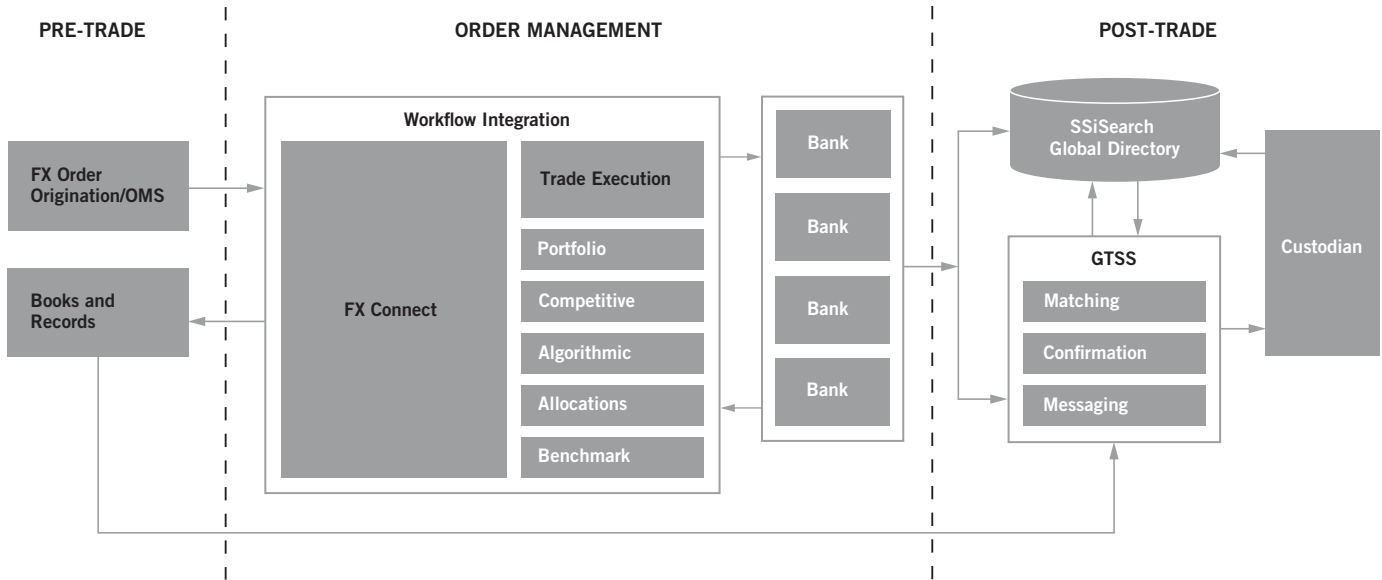 PRE-TRADE
ORDER MANAGEMENT
POST-TRADE
FX Order
Origination/OMS
Books and
Records
Workflow Integration
FX Connect
Trade Execution
Portfolio
Competitive
Algorithmic
Allocations
Benchmark
Bank
Bank
Bank
Bank
SSiSearch
Global Directory
GTSS
Matching
Confirmation
Messaging
Custodian